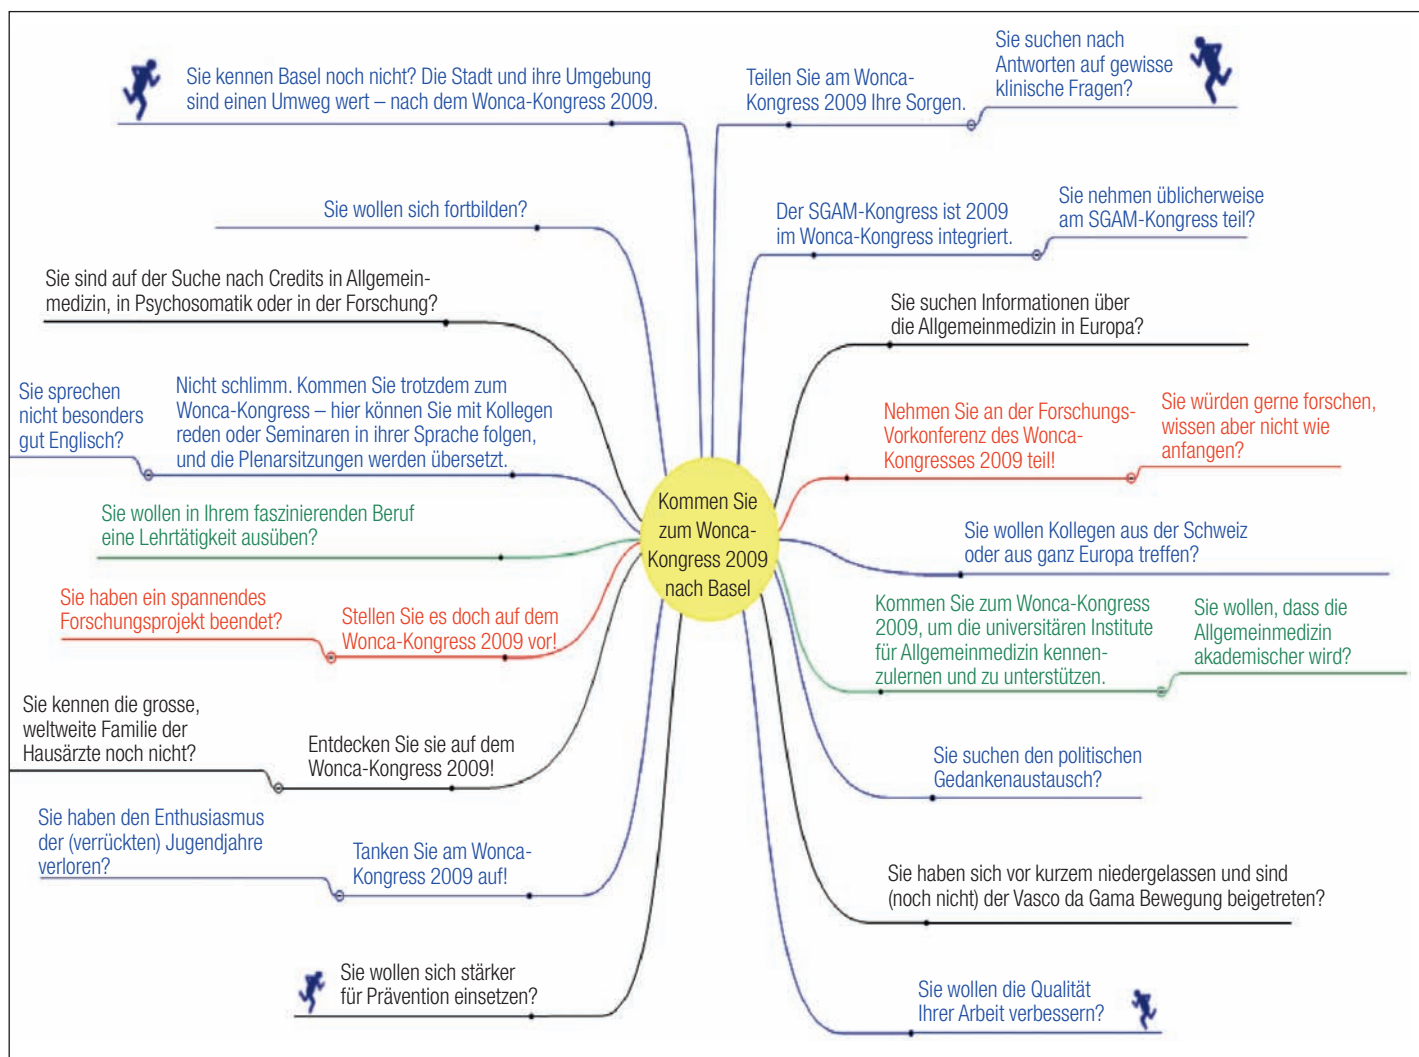 Sie kennen Basel noch nicht? Die Stadt und ihre Umgebung
sind einen Umweg wert – nach dem Wonca-Kongress 2009.
Teilen Sie am Wonca-
Kongress 2009 Ihre Sorgen.
Sie suchen nach
Antworten auf gewisse
klinische Fragen?
Sie wollen sich fortbilden?
Der SGAM-Kongress ist 2009
im Wonca-Kongress integriert.
Sie nehmen üblicherweise
am SGAM-Kongress teil?
Sie sind auf der Suche nach Credits in Allgemein-
medizin, in Psychosomatik oder in der Forschung?
Sie suchen Informationen über
die Allgemeinmedizin in Europa?
Sie sprechen
nicht besonders
gut Englisch?
Nicht schlimm. Kommen Sie trotzdem zum
Wonca-Kongress – hier können Sie mit Kollegen
reden oder Seminaren in ihrer Sprache folgen,
und die Plenarsitzungen werden übersetzt.
Nehmen Sie an der Forschungs-
Vorkonferenz des Wonca-
Kongresses 2009 teil!
Sie würden gerne forschen,
wissen aber nicht wie
anfangen?
Kommen Sie
zum Wonca-
Kongress 2009
nach Basel
Sie wollen in Ihrem faszinierenden Beruf
eine Lehrtätigkeit ausüben?
Sie wollen Kollegen aus der Schweiz
oder aus ganz Europa treffen?
Sie haben ein spannendes
Forschungsprojekt beendet?
Stellen Sie es doch auf dem
Wonca-Kongress 2009 vor!
Kommen Sie zum Wonca-Kongress
2009, um die universitären Institute
für Allgemeinmedizin kennen-
zulernen und zu unterstützen.
Sie wollen, dass die
Allgemeinmedizin
akademischer wird?
Sie kennen die grosse,
weltweite Familie der
Hausärzte noch nicht?
Entdecken Sie sie auf dem
Wonca-Kongress 2009!
Sie suchen den politischen
Gedankenaustausch?
Sie haben den Enthusiasmus
der (verrückten) Jugendjahre
verloren?
Tanken Sie am Wonca-
Kongress 2009 auf!
Sie haben sich vor kurzem niedergelassen und sind
(noch nicht) der Vasco da Gama Bewegung beigetreten?
Sie wollen sich stärker
für Prävention einsetzen?
Sie wollen die Qualität
Ihrer Arbeit verbessern?